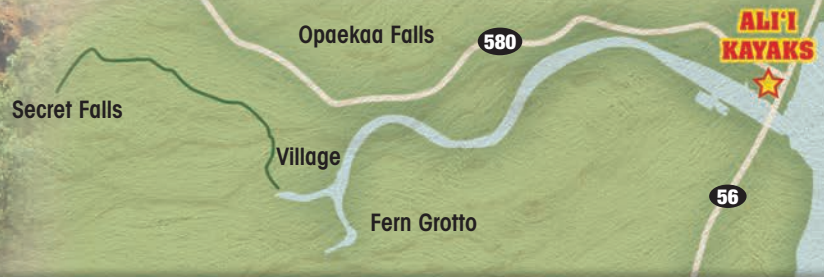 Opaekaa Falls
580
ALI'I
KAYAKS
Secret Falls
Village
56
Fern Grotto